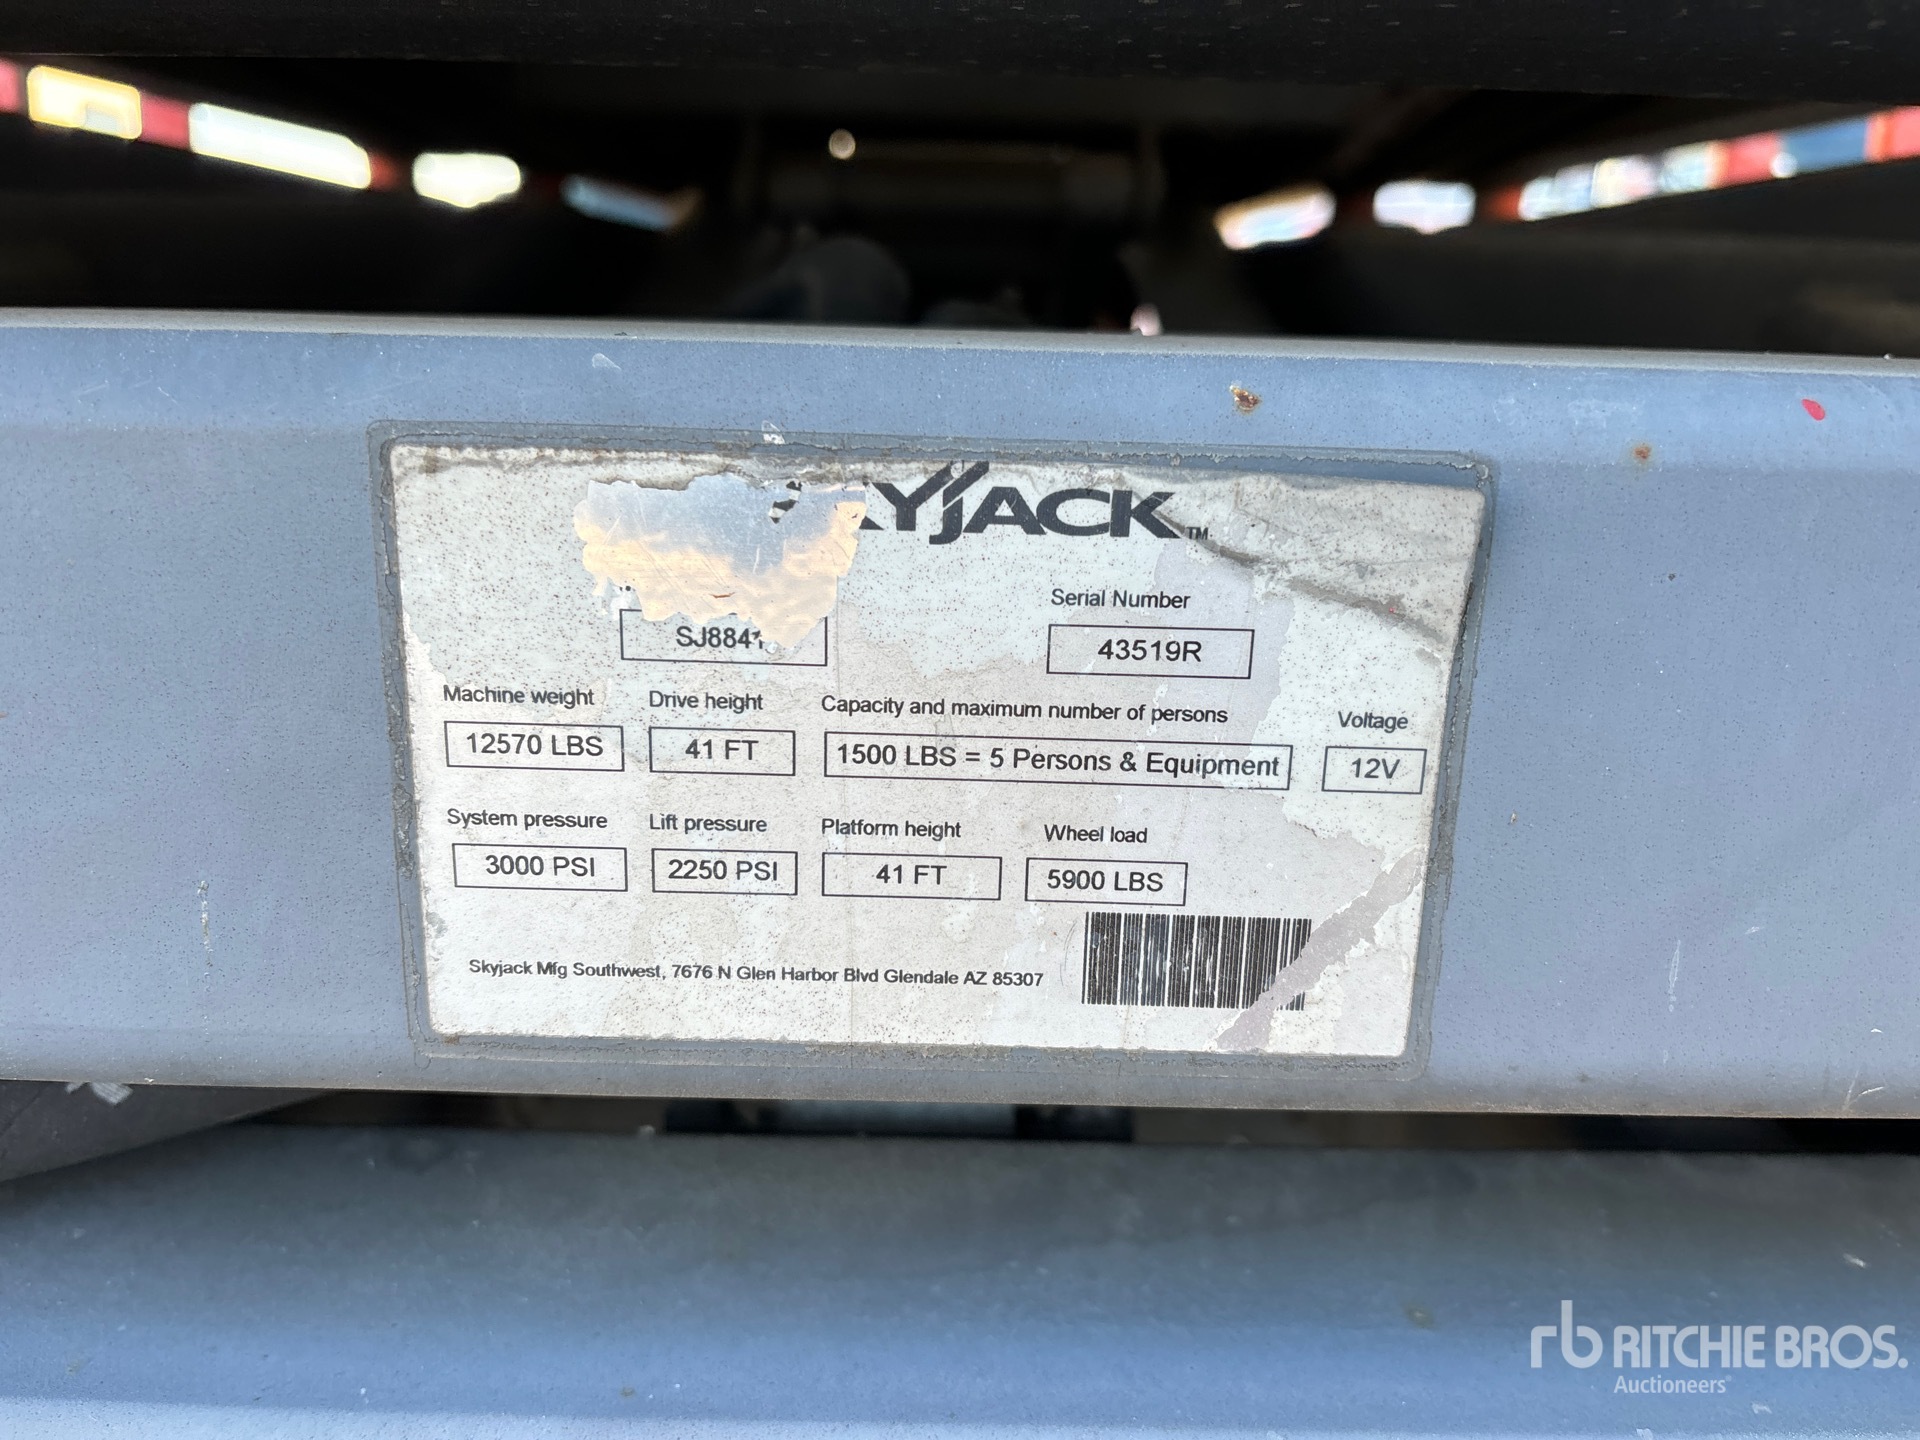 SKYJACK™
Serial Number
SJ8841 43519R
Machine weight Drive height Capacity and maximum number of persons Voltage
12570 LBS 41 FT 1500 LBS = 5 Persons & Equipment 12V
System pressure Lift pressure Platform height Wheel load
3000 PSI 2250 PSI 41 FT 5900 LBS
Skyjack Mfg Southwest, 7676 N Glen Harbor Blvd Glendale AZ 85307
rb RITCHIE BROS.
Auctioneers